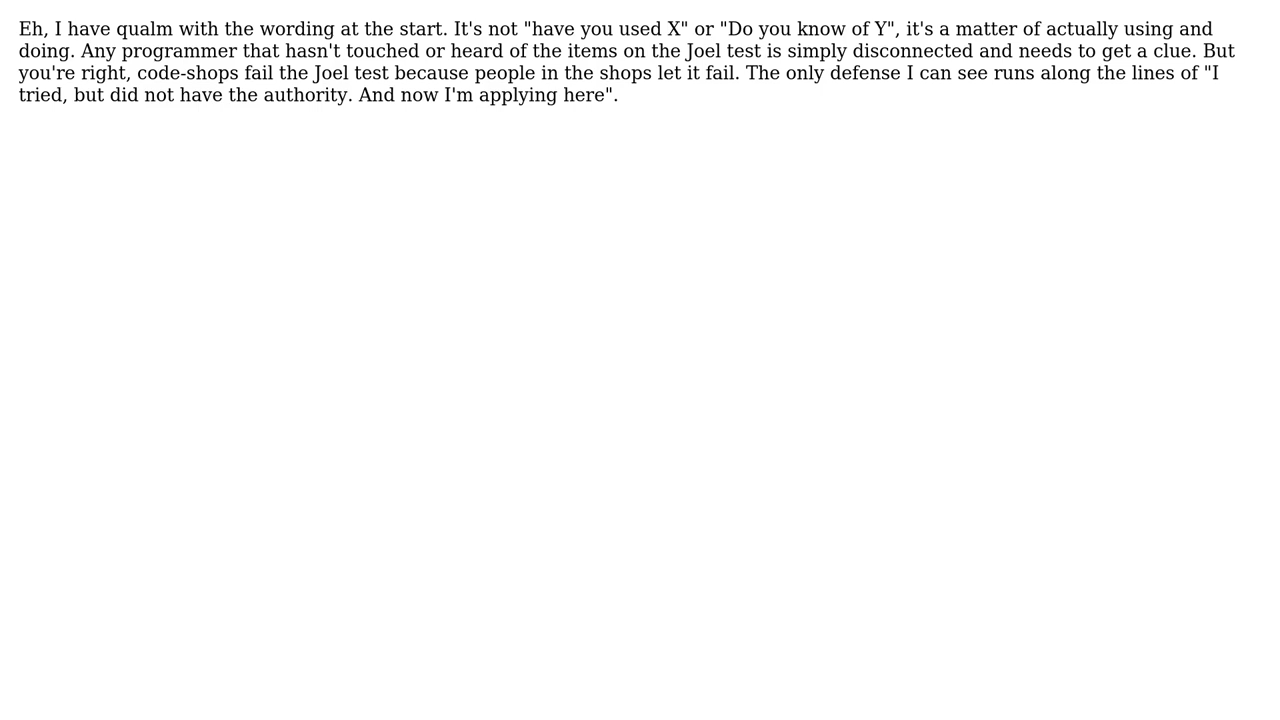 Eh, I have qualm with the wording at the start. It's not "have you used X" or "Do you know of Y", it's a matter of actually using and
doing. Any programmer that hasn't touched or heard of the items on the Joel test is simply disconnected and needs to get a clue. But
you're right, code-shops fail the Joel test because people in the shops let it fail. The only defense I can see runs along the lines of "I
tried, but did not have the authority. And now I'm applying here".